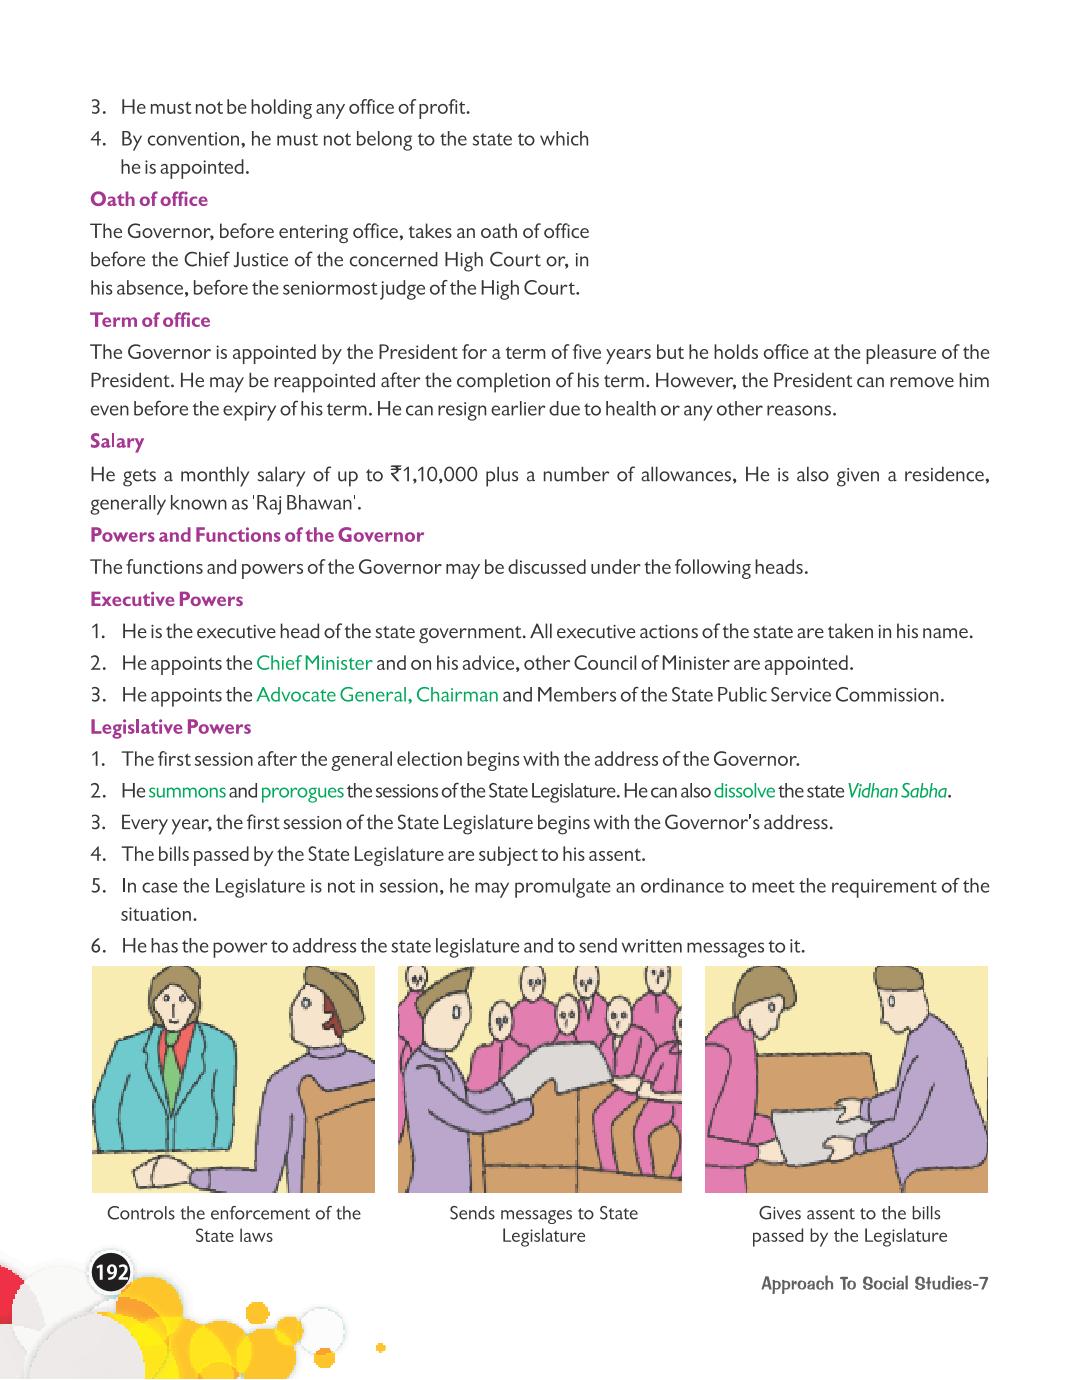 3. He must not be holding any office of profit.
4. By convention, he must not belong to the state to which
he is appointed.
Oath of office
The Governor, before entering office, takes an oath of office
before the Chief Justice of the concerned High Court or, in
his absence, before the seniormost judge of the High Court.
Term of office
The Governor is appointed by the President for a term of five years but he holds office at the pleasure of the
President. He may be reappointed after the completion of his term. However, the President can remove him
even before the expiry of his term. He can resign earlier due to health or any other reasons.
Salary
He gets a monthly salary of up to ₹1,10,000 plus a number of allowances, He is also given a residence,
generally known as 'Raj Bhawan'.
Powers and Functions of the Governor
The functions and powers of the Governor may be discussed under the following heads.
Executive Powers
1. He is the executive head of the state government. All executive actions of the state are taken in his name.
2. He appoints the Chief Minister and on his advice, other Council of Minister are appointed.
3. He appoints the Advocate General, Chairman and Members of the State Public Service Commission.
Legislative Powers
1. The first session after the general election begins with the address of the Governor.
2. He summons and prorogues the sessions of the State Legislature. He can also dissolve the state Vidhan Sabha.
3. Every year, the first session of the State Legislature begins with the Governor's address.
4. The bills passed by the State Legislature are subject to his assent.
5. In case the Legislature is not in session, he may promulgate an ordinance to meet the requirement of the
situation.
6. He has the power to address the state legislature and to send written messages to it.
Controls the enforcement of the
State laws
Sends messages to State
Legislature
Gives assent to the bills
passed by the Legislature
192
Approach To Social Studies-7